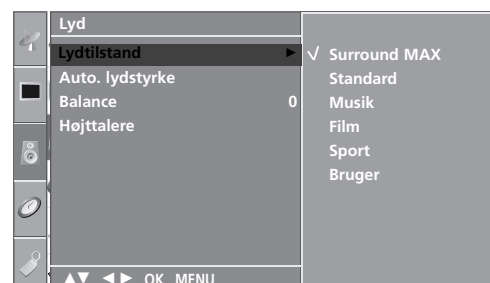 Lyd
Lydtilstand ►
Auto. lydstyrke
Balance 0
Højttalere
√ Surround MAX
Standard
Musik
Film
Sport
Bruger
▲▼ ◄► OK MENU